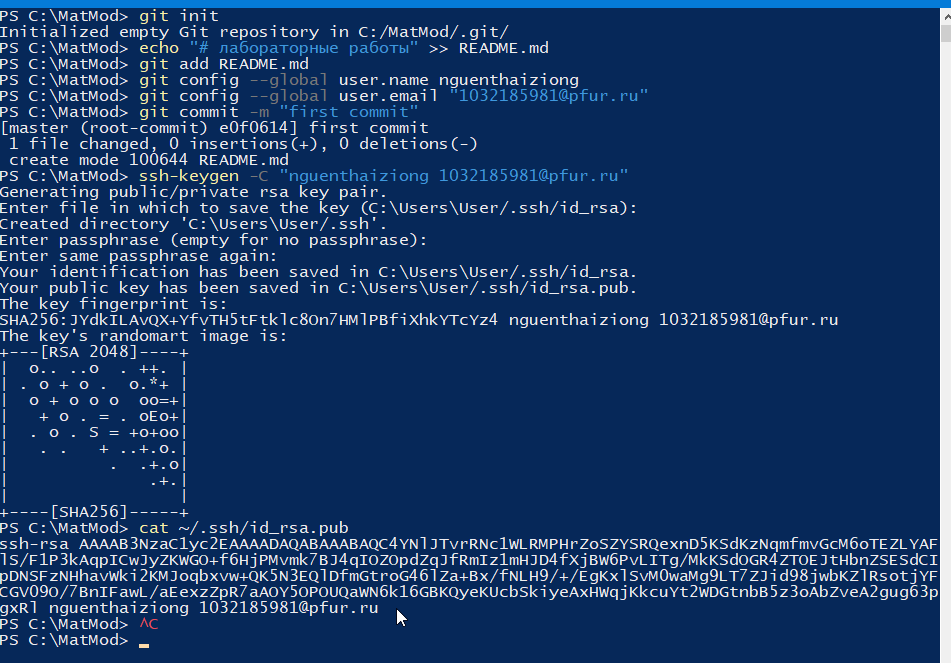 PS C:\MatMod> git init
Initialized empty Git repository in C:/MatMod/.git/
PS C:\MatMod> echo "# лабораторные работы" >> README.md
PS C:\MatMod> git add README.md
PS C:\MatMod> git config --global user.name nguenthaiziong
PS C:\MatMod> git config --global user.email "1032185981@pfur.ru"
PS C:\MatMod> git commit -m "first commit"
[master (root-commit) e0f0614] first commit
 1 file changed, 0 insertions(+), 0 deletions(-)
 create mode 100644 README.md
PS C:\MatMod> ssh-keygen -C "nguenthaiziong 1032185981@pfur.ru"
Generating public/private rsa key pair.
Enter file in which to save the key (C:\Users\User/.ssh/id_rsa):
Created directory 'C:\Users\User/.ssh'.
Enter passphrase (empty for no passphrase):
Enter same passphrase again:
Your identification has been saved in C:\Users\User/.ssh/id_rsa.
Your public key has been saved in C:\Users\User/.ssh/id_rsa.pub.
The key fingerprint is:
SHA256:JYdkILAvQX+YfvTH5tFtklc8On7HMlPBfiXhkYTcYz4 nguenthaiziong 1032185981@pfur.ru
The key's randomart image is:
+---[RSA 2048]----+
|  o.. ..o  . ++. |
| . o + o .  o.*+ |
|  o + o o o  oo=+|
|   + o . = . oEo+|
|  . o . S = +o+oo|
|   . .   + ..+.o.|
|          .  .+.o|
|              .+.|
|                 |
+----[SHA256]-----+
PS C:\MatMod> cat ~/.ssh/id_rsa.pub
ssh-rsa AAAAB3NzaC1yc2EAAAADAQABAAABAQC4YNlJTvrRNc1WLRMPHrZoSZYSRQexnD5KSdKzNqmfmvGcM6oTEZLYAF
lS/F1P3kAqpICwJyZKWGO+f6HjPMvmk7BJ4qIOZOpdZqJfRmIz1mHJD4fXjBW6PvLITg/MkKSdOGR4ZTOEJtHbnZSESdCI
pDNSFzNHhavWki2KMJoqbxvw+QK5N3EQlDfmGtroG46lZa+Bx/fNLH9/+/EgKxlSvM0waMg9LT7ZJid98jwbKZlRsotjYF
CGV09O/7BnIFawL/aEexzZpR7aAOY5OPOUQaWN6k16GBKQyeKUcbSkiyeAxHWqjKkcuYt2WDGtnbB5z3oAbZveA2gug63p
gxRl nguenthaiziong 1032185981@pfur.ru
PS C:\MatMod> ^C
PS C:\MatMod>